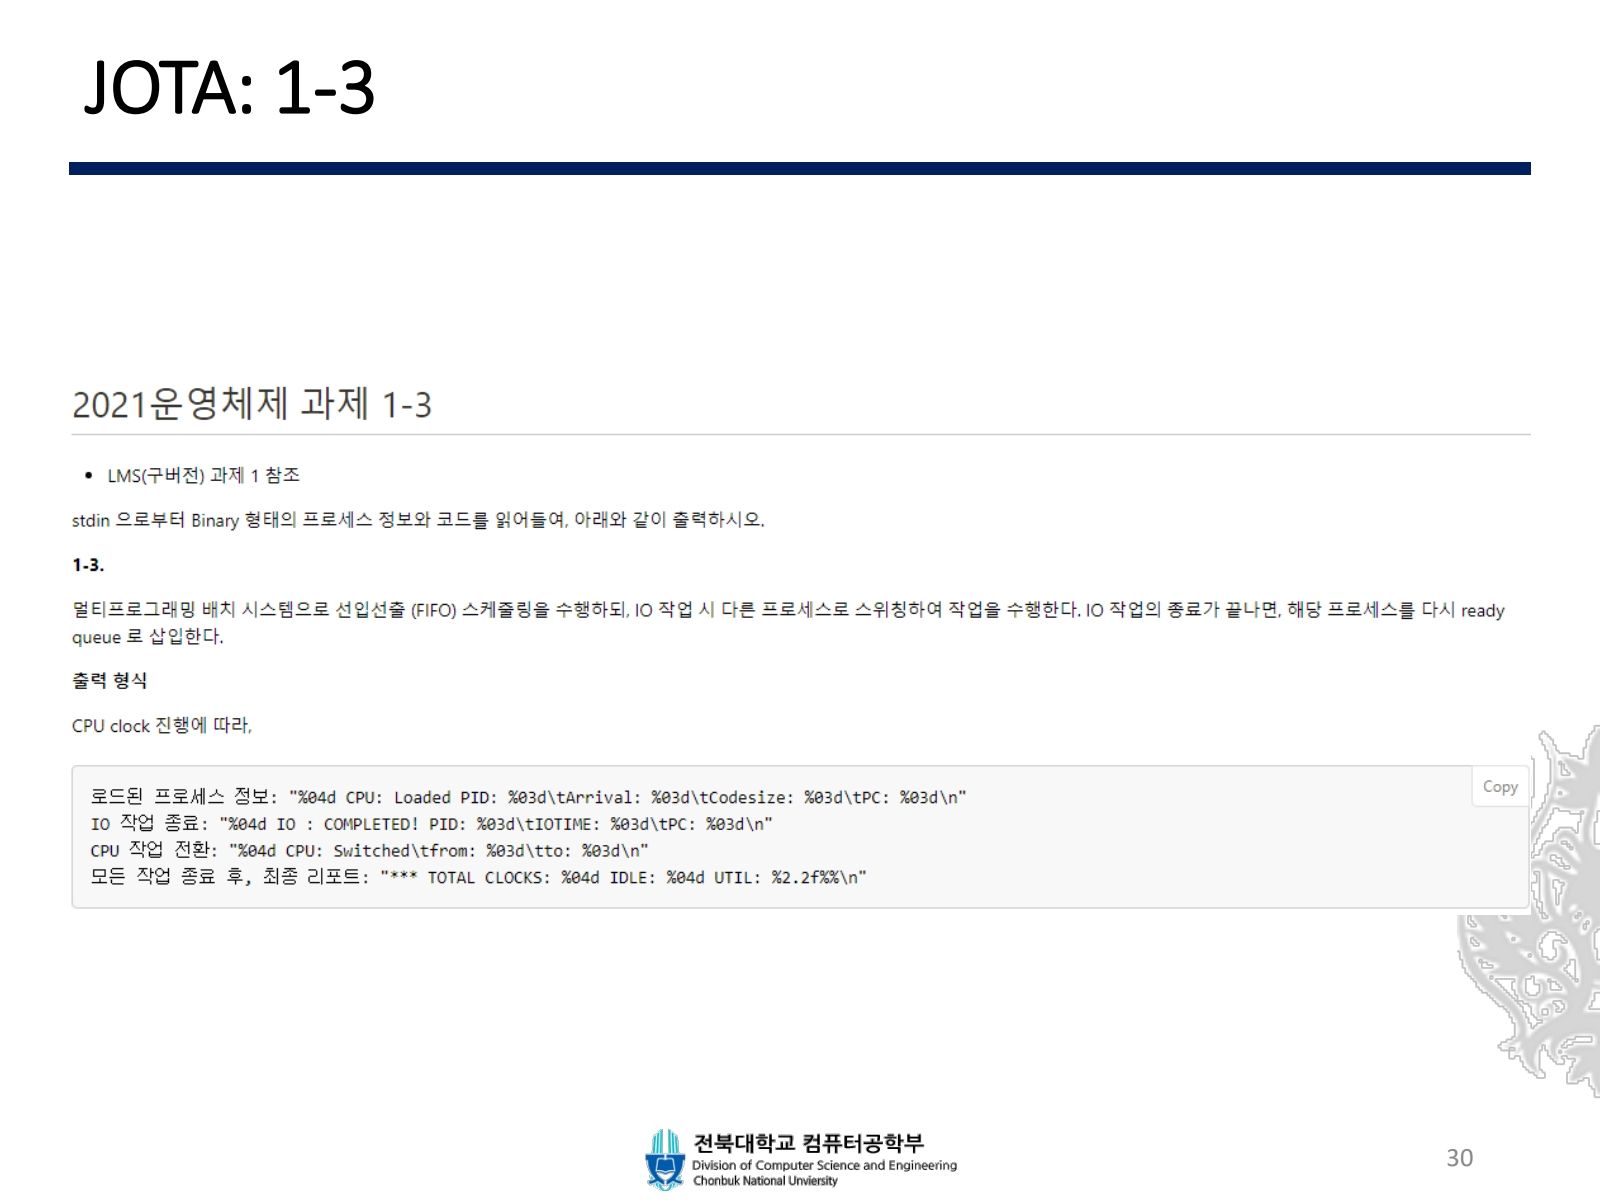 JOTA: 1-3
2021운영체제 과제 1-3
• LMS(구버전) 과제 1 참조
stdin 으로부터 Binary 형태의 프로세스 정보와 코드를 읽어들여, 아래와 같이 출력하시오.
1-3.
멀티프로그래밍 배치 시스템으로 선입선출 (FIFO) 스케줄링을 수행하되, IO 작업 시 다른 프로세스로 스위칭하여 작업을 수행한다. IO 작업의 종료가 끝나면, 해당 프로세스를 다시 ready
queue 로 삽입한다.
출력 형식
CPU clock 진행에 따라,
Copy
로드된 프로세스 정보: "%04d CPU: Loaded PID: %03d\tArrival: %03d\tCodesize: %03d\tPC: %03d\n"
IO 작업 종료: "%04d IO : COMPLETED! PID: %03d\tIOTIME: %03d\tPC: %03d\n"
CPU 작업 전환: "%04d CPU: Switched\tfrom: %03d\tto: %03d\n"
모든 작업 종료 후, 최종 리포트: "*** TOTAL CLOCKS: %04d IDLE: %04d UTIL: %2.2f%%\n"
전북대학교 컴퓨터공학부
Division of Computer Science and Engineering
Chonbuk National Unviersity
30